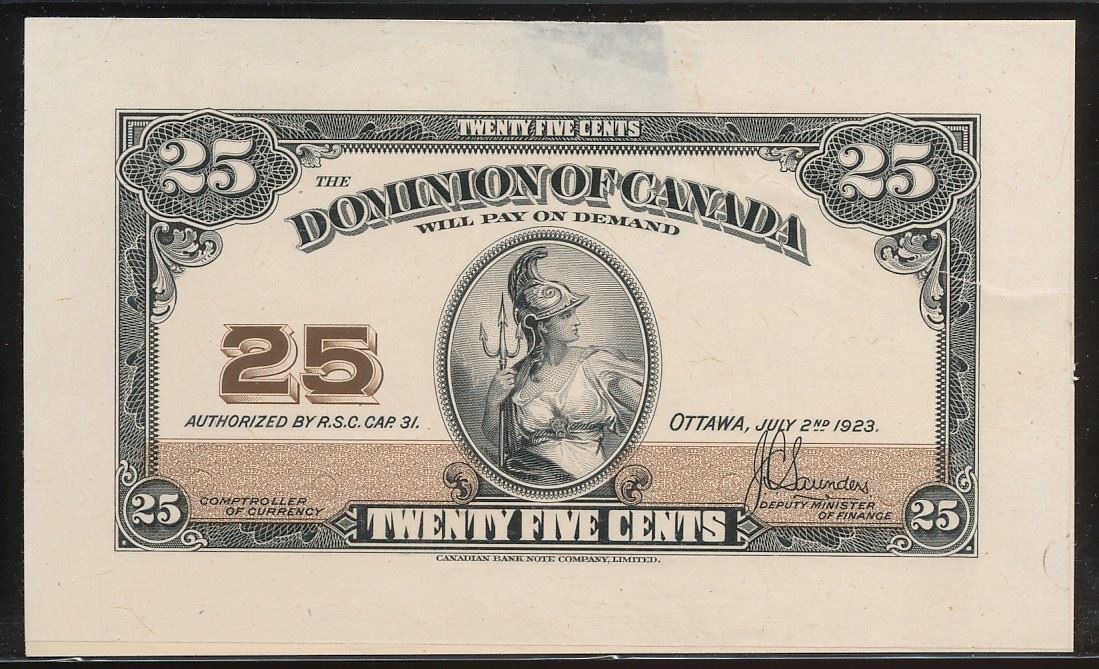 TWENTY FIVE CENTS
25 25
THE
DOMINION OF CANADA
WILL PAY ON DEMAND
25
AUTHORIZED BY R.S.C. CAP. 31.
OTTAWA, JULY 2ND 1923.
J C Saunders
25
COMPTROLLER
OF CURRENCY
TWENTY FIVE CENTS
DEPUTY MINISTER
OF FINANCE
25
CANADIAN BANK NOTE COMPANY, LIMITED.